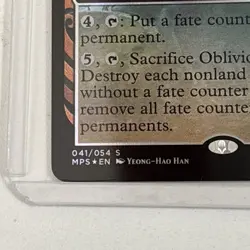 4, T: Put a fate coun
permanent.
5, T, Sacrifice Oblivio
Destroy each nonland
without a fate counter
remove all fate counte
permanents.
041/054 S
MPS★EN Yeong-Hao Han